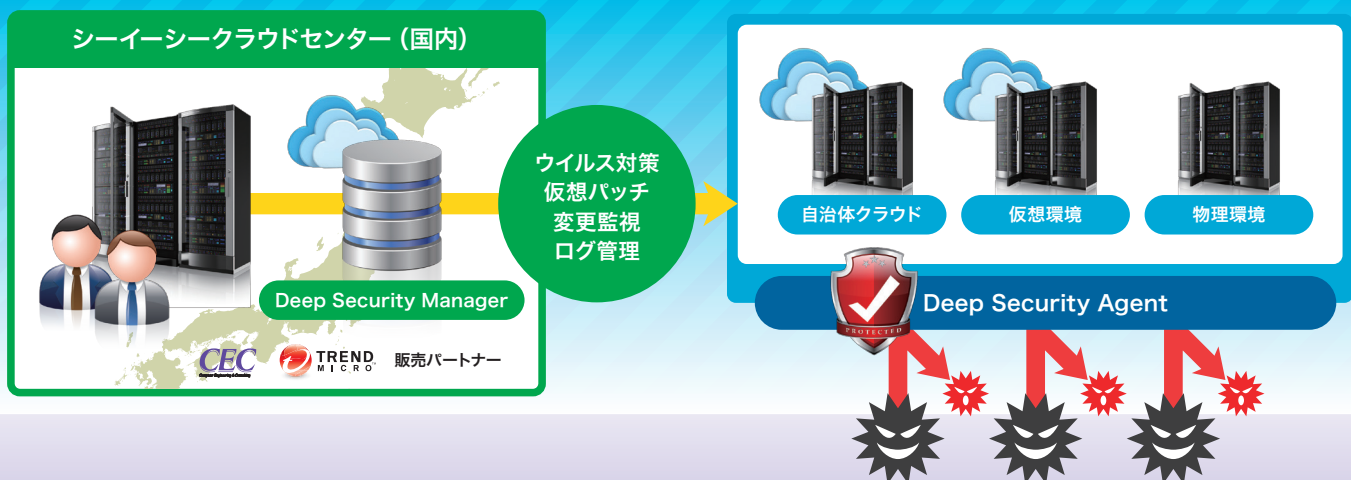 シーイーシークラウドセンター（国内）
Deep Security Manager
CEC
TREND
MICRO
販売パートナー
ウイルス対策
仮想パッチ
変更監視
ログ管理
自治体クラウド
仮想環境
物理環境
PROTECTED
Deep Security Agent